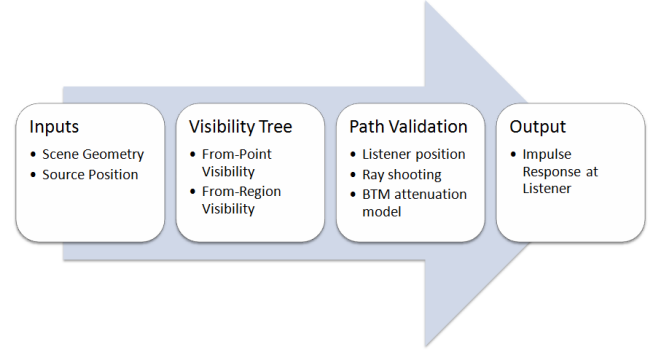 Inputs
• Scene Geometry
• Source Position
Visibility Tree
• From-Point
Visibility
• From-Region
Visibility
Path Validation
• Listener position
• Ray shooting
• BTM attenuation
model
Output
• Impulse
Response at
Listener